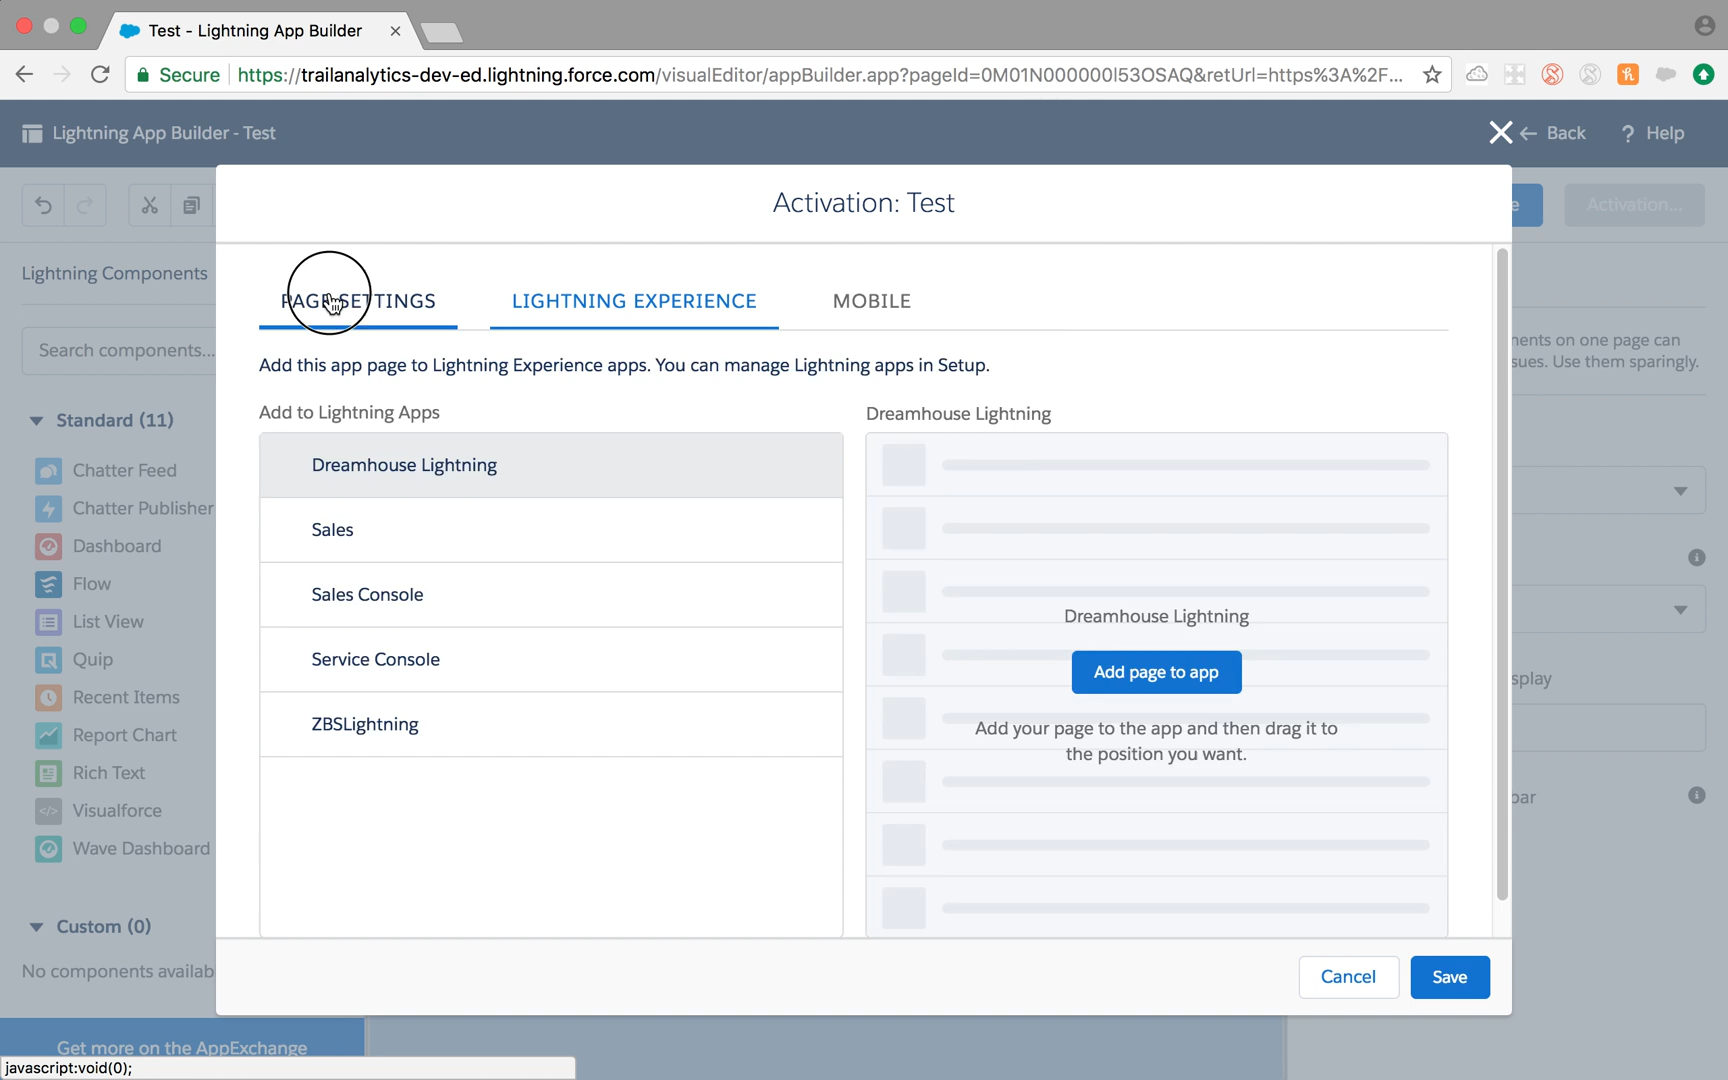 Test - Lightning App Builder
Secure https://trailanalytics-dev-ed.lightning.force.com/visualEditor/appBuilder.app?pageId=0M01N000000I53OSAQ&retUrl=https%3A%2F...
Lightning App Builder - Test
Back
? Help
Activation: Test
Activation...
Lightning Components
PAGE SETTINGS
LIGHTNING EXPERIENCE
MOBILE
Search components...
Add this app page to Lightning Experience apps. You can manage Lightning apps in Setup.
Add to Lightning Apps
Dreamhouse Lightning
Sales
Sales Console
Service Console
ZBSLightning
Dreamhouse Lightning
Dreamhouse Lightning
Add page to app
Add your page to the app and then drag it to
the position you want.
on one page can
Use them sparingly.
Standard (11)
Chatter Feed
Chatter Publisher
Dashboard
Flow
List View
Quip
Recent Items
Report Chart
Rich Text
Visualforce
Wave Dashboard
Custom (0)
No components availab
Cancel
Save
Get more on the AppExchange
javascript:void(0);